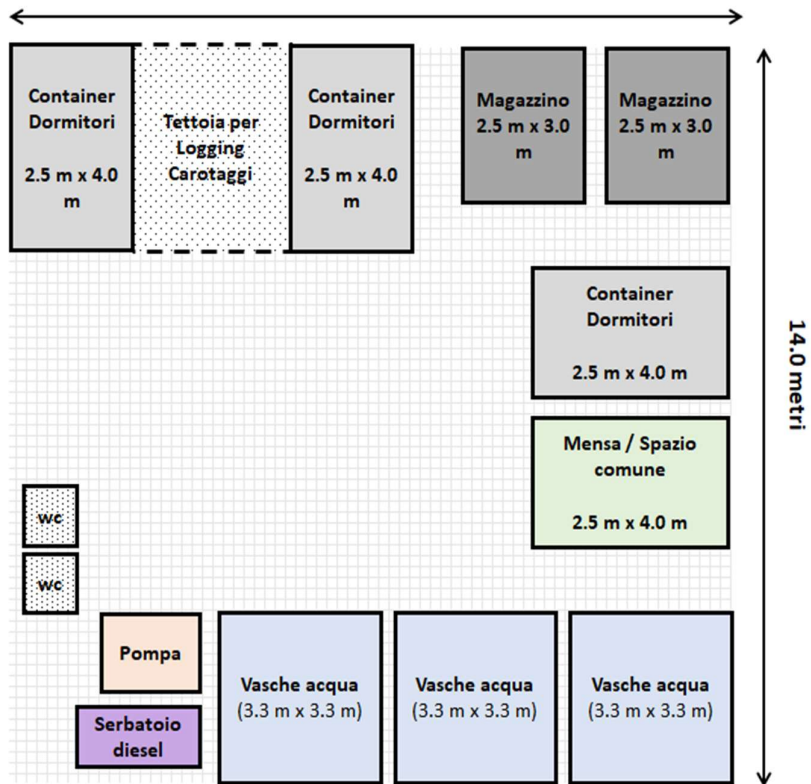 Container
Dormitori
2.5 m x 4.0
m
Tettoia per
Logging
Carotaggi
Container
Dormitori
2.5 m x 4.0
m
Magazzino
2.5 m x 3.0
m
Magazzino
2.5 m x 3.0
m
Container
Dormitori
2.5 m x 4.0 m
14.0 metri
Mensa / Spazio
comune
2.5 m x 4.0 m
wc
wc
Pompa
Serbatoio
diesel
Vasche acqua
(3.3 m x 3.3 m)
Vasche acqua
(3.3 m x 3.3 m)
Vasche acqua
(3.3 m x 3.3 m)